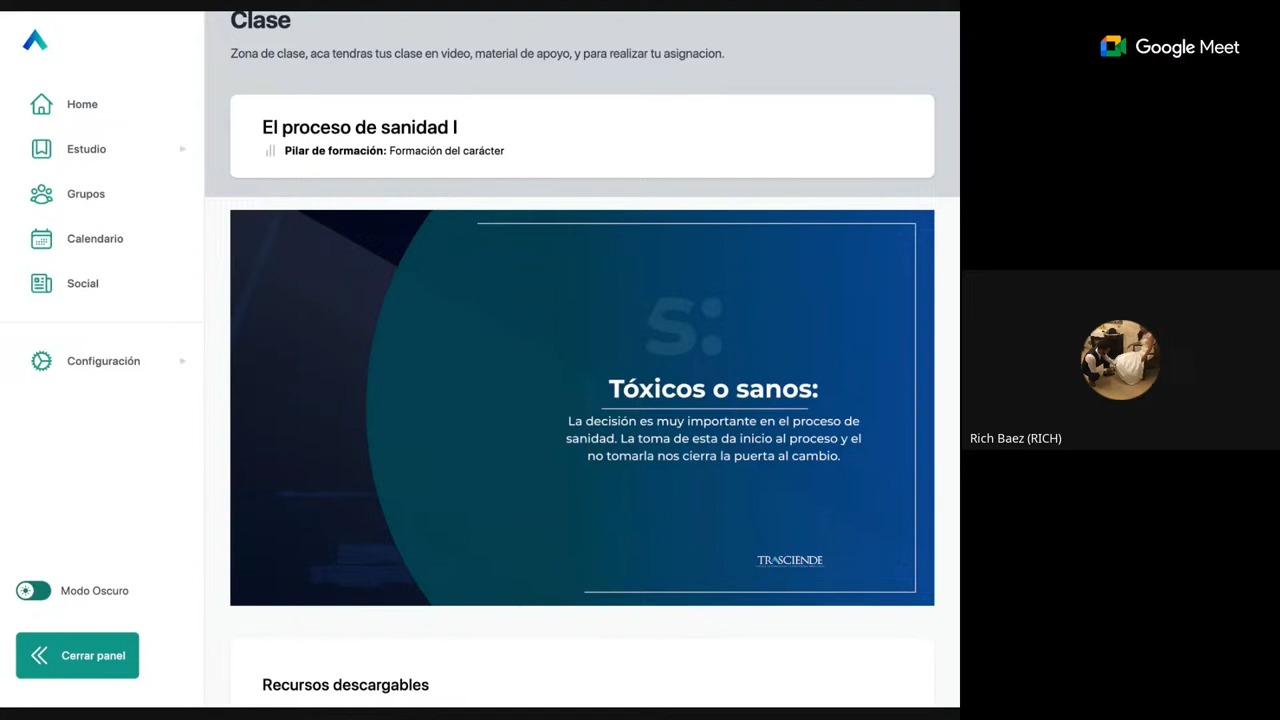 Clase
Zona de clase, aca tendras tus clase en video, material de apoyo, y para realizar tu asignacion.
Google Meet
Home
Estudio
Grupos
Calendario
Social
Configuración
Modo Oscuro
Cerrar panel
El proceso de sanidad I
Pilar de formación: Formación del carácter
s:
Tóxicos o sanos:
La decisión es muy importante en el proceso de
sanidad. La toma de esta da inicio al proceso y el
no tomarla nos cierra la puerta al cambio.
TRASCIENDE
Recursos descargables
Rich Baez (RICH)